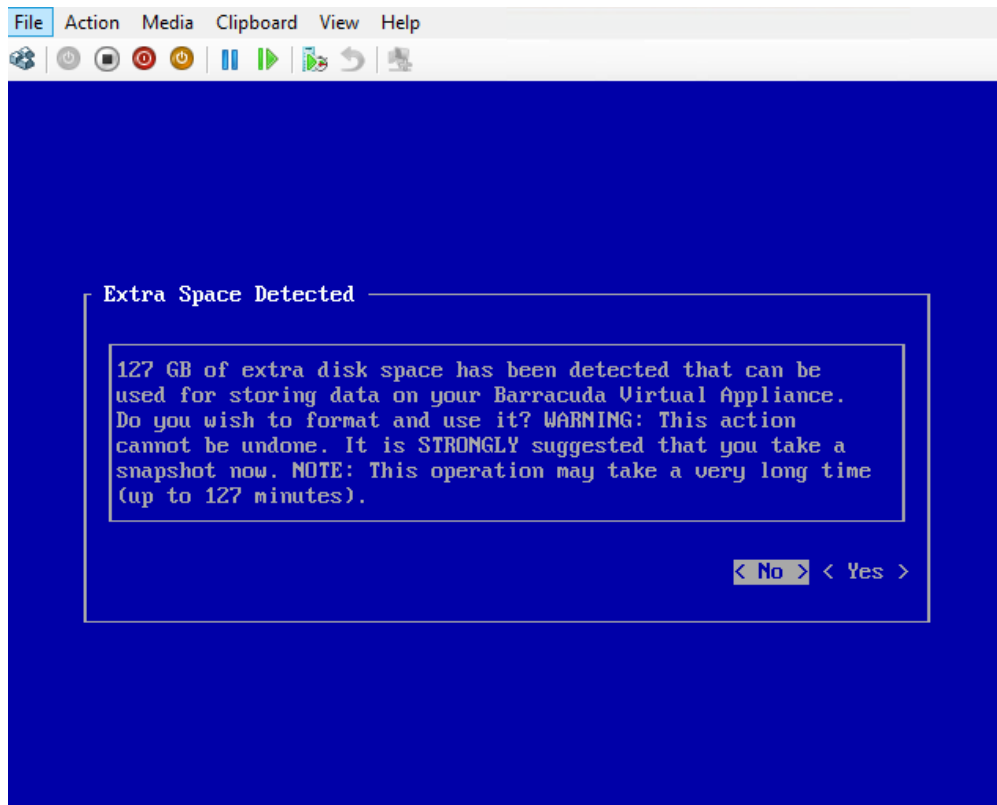 File Action Media Clipboard View Help
Extra Space Detected
127 GB of extra disk space has been detected that can be
used for storing data on your Barracuda Virtual Appliance.
Do you wish to format and use it? WARNING: This action
cannot be undone. It is STRONGLY suggested that you take a
snapshot now. NOTE: This operation may take a very long time
(up to 127 minutes).
< No > < Yes >